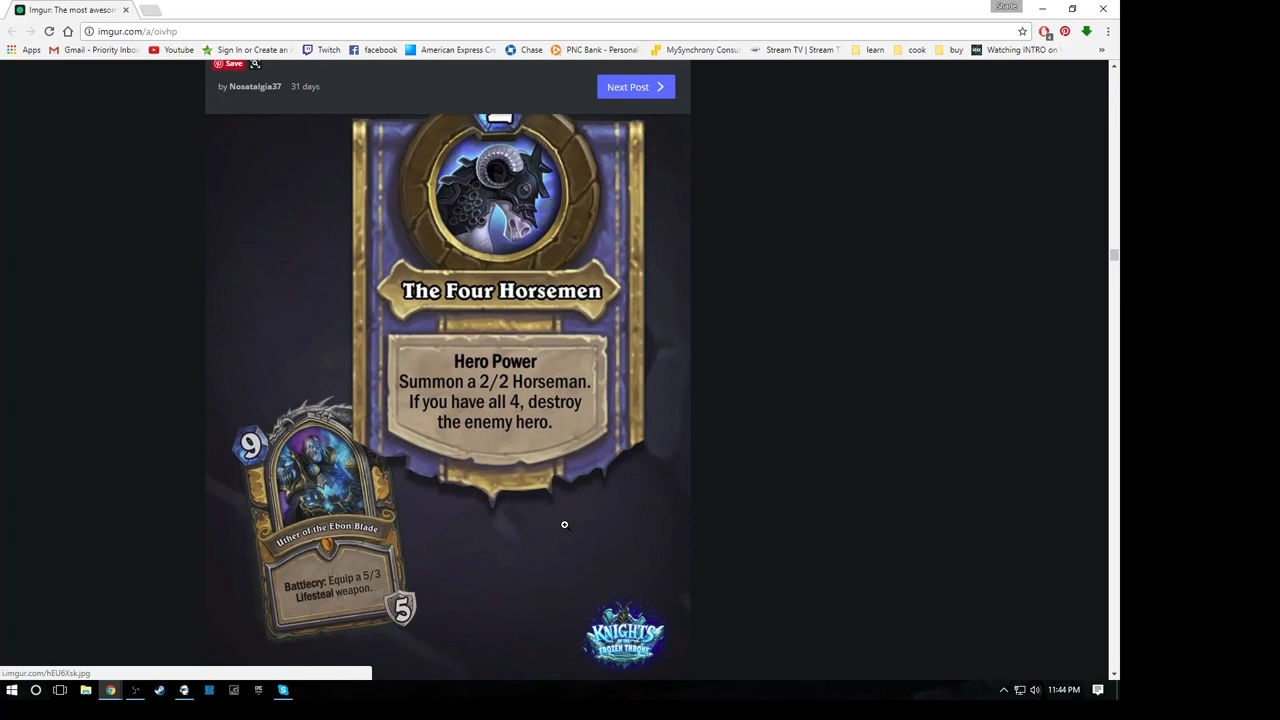 Imgur: The most awesom
Shade
imgur.com/a/oivhp
Apps
Gmail - Priority Inbo
Youtube
Sign In or Create an
Twitch
facebook
American Express Cr
Chase
PNC Bank - Personal
MySynchrony Consu
Stream TV | Stream T
learn
cook
buy
Watching INTRO on
Save
by Nosatalgia37 31 days
Next Post
2
The Four Horsemen
Hero Power
Summon a 2/2 Horseman.
If you have all 4, destroy
the enemy hero.
9
Uther of the Ebon Blade
Battlecry: Equip a 5/3
Lifesteal weapon.
5
KNIGHTS
OF THE
FROZEN THRONE
i.imgur.com/hEU6Xsk.jpg
11:44 PM